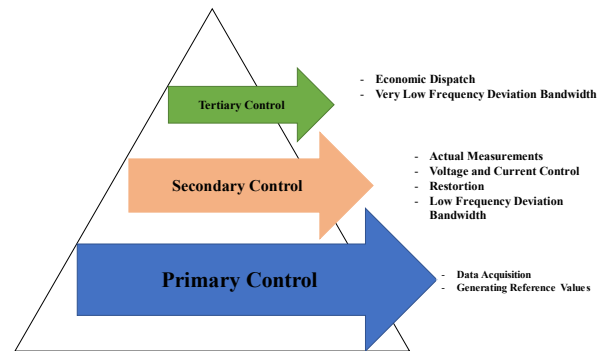 Tertiary Control
- Economic Dispatch
- Very Low Frequency Deviation Bandwidth
Secondary Control
- Actual Measurements
- Voltage and Current Control
- Restortion
- Low Frequency Deviation
Bandwidth
Primary Control
- Data Acquisition
- Generating Reference Values